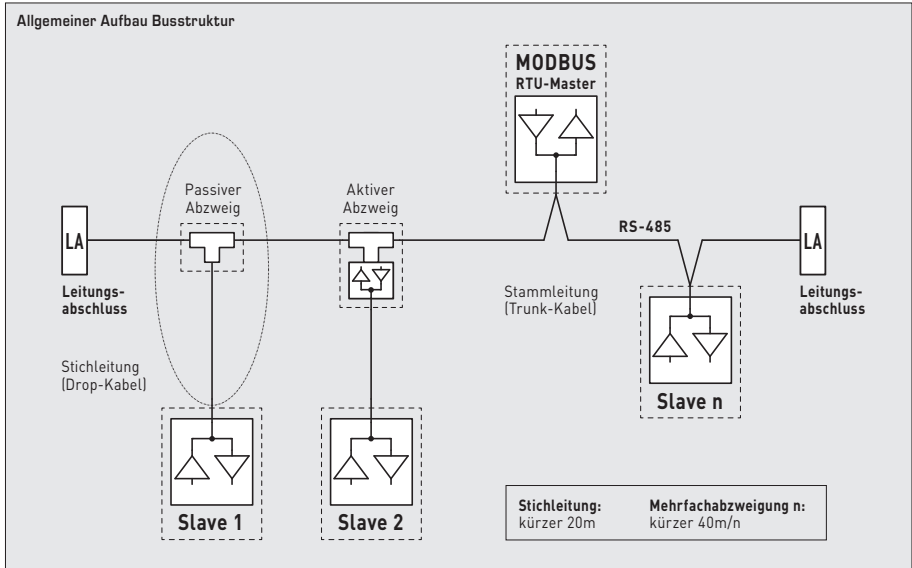 Allgemeiner Aufbau Busstruktur
MODBUS
RTU-Master
Passiver
Abzweig
Aktiver
Abzweig
LA
RS-485
LA
Leitungs-
abschluss
Stammleitung
(Trunk-Kabel)
Leitungs-
abschluss
Stichleitung
(Drop-Kabel)
Slave n
Slave 1
Slave 2
Stichleitung:
kürzer 20m
Mehrfachabzweigung n:
kürzer 40m/n